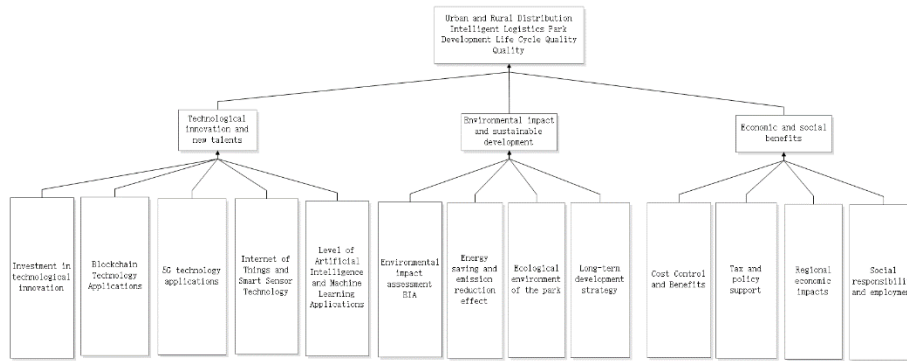 Urban and Rural Distribution
Intelligent Logistics Park
Development Life Cycle Quality
Quality
Technological
innovation and
new talents
Environmental impact
and sustainable
development
Economic and social
benefits
Investment in
technological
innovation
Blockchain
Technology
Applications
5G technology
applications
Internet of
Things and
Smart Sensor
Technology
Level of
Artificial
Intelligence
and Machine
Learning
Applications
Environmental
impact
assessment
EIA
Energy
saving and
emission
reduction
effect
Ecological
environment
of the park
Long-term
development
strategy
Cost Control
and Benefits
Tax and
policy
support
Regional
economic
impacts
Social
responsibili
and employmen